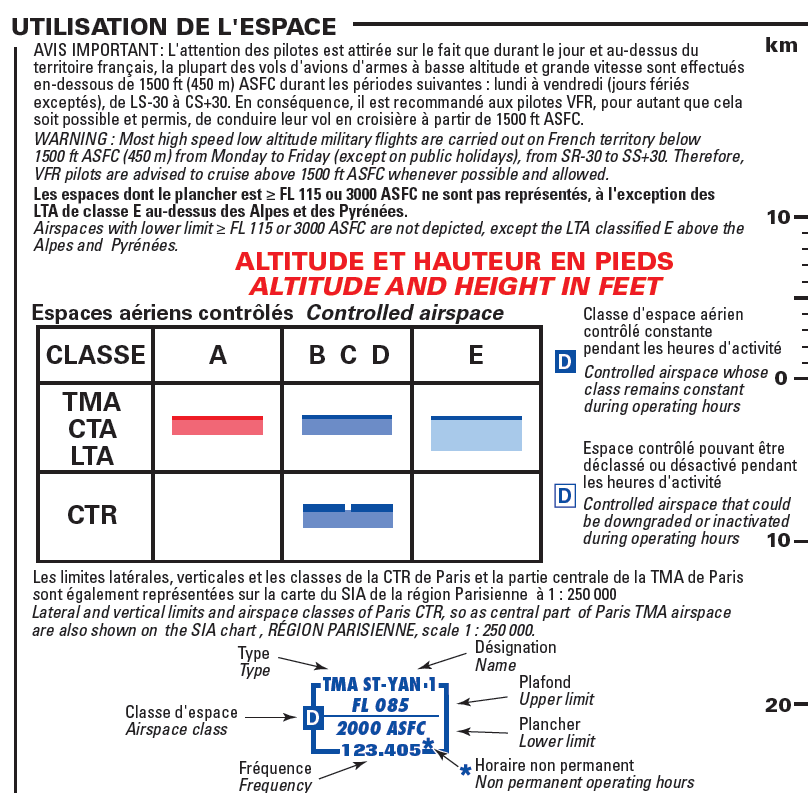 UTILISATION DE L'ESPACE
AVIS IMPORTANT : L'attention des pilotes est attirée sur le fait que durant le jour et au-dessus du
territoire français, la plupart des vols d'avions d'armes à basse altitude et grande vitesse sont effectués
en-dessous de 1500 ft (450 m) ASFC durant les périodes suivantes : lundi à vendredi (jours fériés
exceptés), de LS-30 à CS+30. En conséquence, il est recommandé aux pilotes VFR, pour autant que cela
soit possible et permis, de conduire leur vol en croisière à partir de 1500 ft ASFC.
WARNING : Most high speed low altitude military flights are carried out on French territory below
1500 ft ASFC (450 m) from Monday to Friday (except on public holidays), from SR-30 to SS+30. Therefore,
VFR pilots are advised to cruise above 1500 ft ASFC whenever possible and allowed.
Les espaces dont le plancher est ≥ FL 115 ou 3000 ASFC ne sont pas représentés, à l'exception des
LTA de classe E au-dessus des Alpes et des Pyrénées.
Airspaces with lower limit ≥ FL 115 or 3000 ASFC are not depicted, except the LTA classified E above the
Alpes and Pyrénées.
ALTITUDE ET HAUTEUR EN PIEDS
ALTITUDE AND HEIGHT IN FEET
Espaces aériens contrôlés Controlled airspace
CLASSE A B C D E
TMA
CTA
LTA
CTR
D
Classe d'espace aérien
contrôlé constante
pendant les heures d'activité
Controlled airspace whose
class remains constant
during operating hours
D
Espace contrôlé pouvant être
déclassé ou désactivé pendant
les heures d'activité
Controlled airspace that could
be downgraded or inactivated
during operating hours
km
10
0
10
20
Les limites latérales, verticales et les classes de la CTR de Paris et la partie centrale de la TMA de Paris
sont également représentées sur la carte du SIA de la région Parisienne à 1 : 250 000
Lateral and vertical limits and airspace classes of Paris CTR, so as central part of Paris TMA airspace
are also shown on the SIA chart , RÉGION PARISIENNE, scale 1 : 250 000.
Type
Type
Désignation
Name
TMA ST-YAN·1
FL 085
D
2000 ASFC
123.405*
Plafond
Upper limit
Classe d'espace
Airspace class
Plancher
Lower limit
Fréquence
Frequency
* Horaire non permanent
Non permanent operating hours